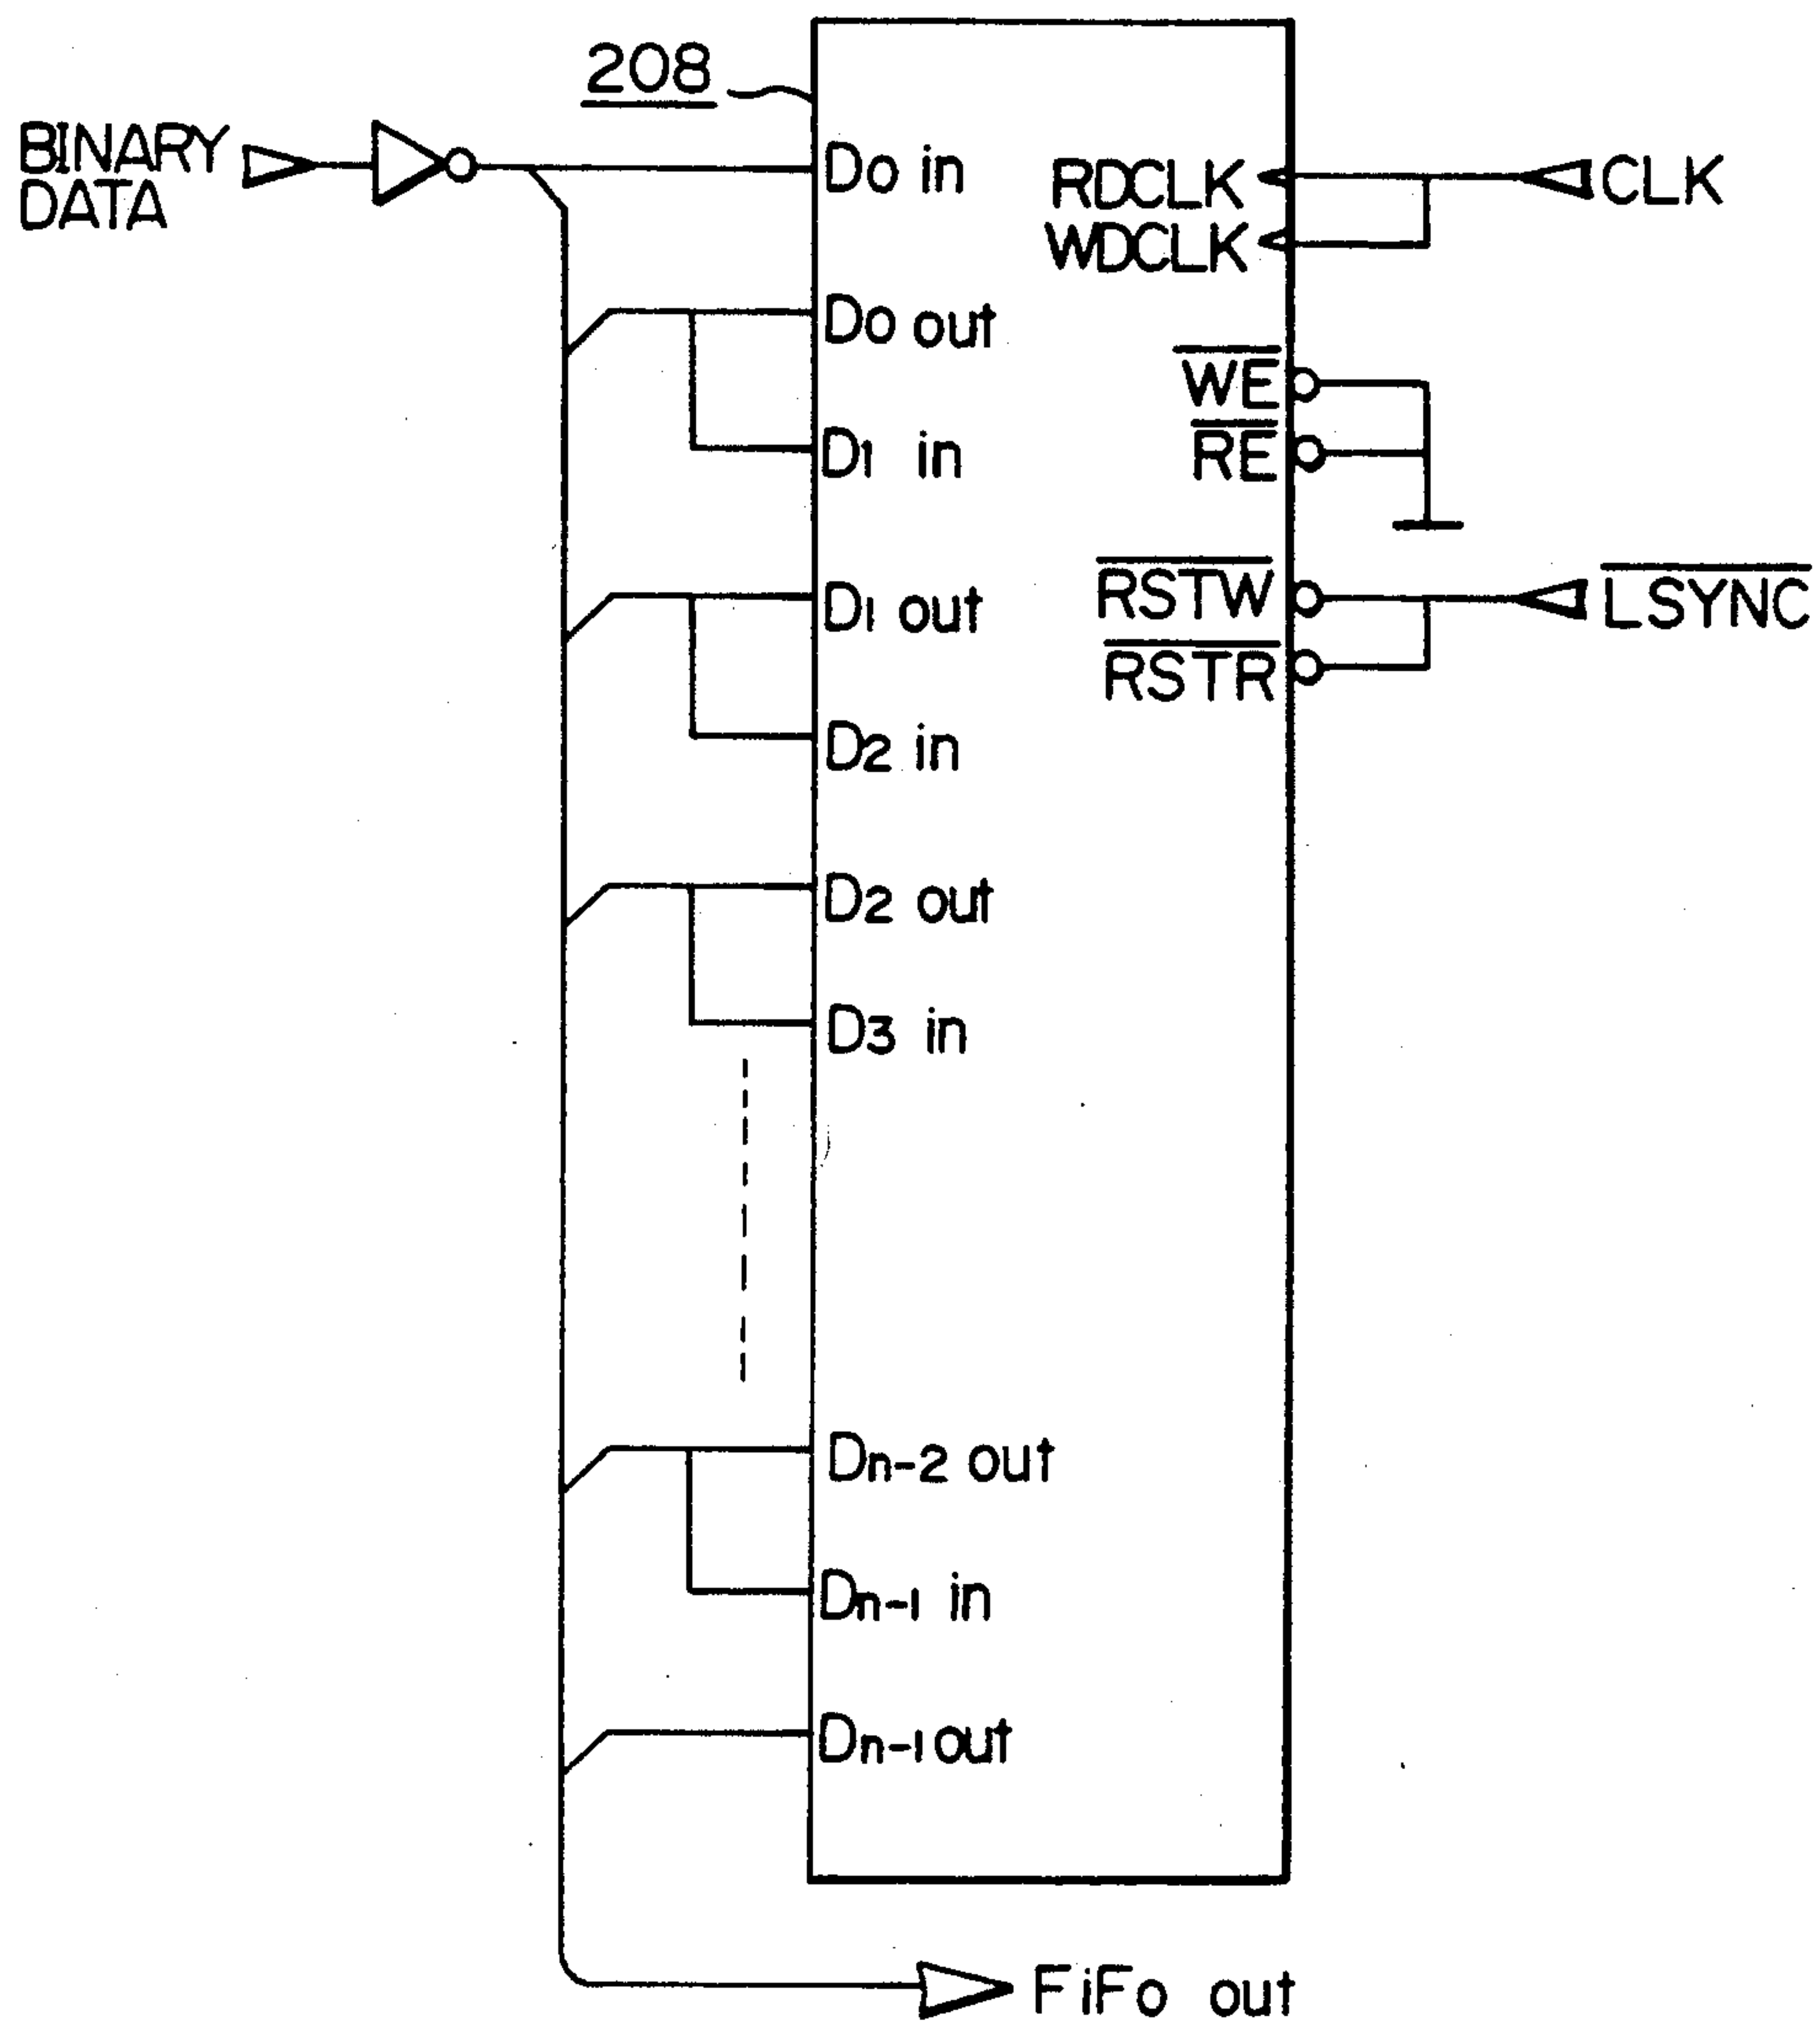 208
BINARY
DATA
Do in
RDCLK
CLK
WDCLK
Do out
WE
D1 in
RE
D1 out
RSTW
LSYNC
RSTR
D2 in
D2 out
D3 in
Dn-2 out
Dn-1 in
Dn-1 out
FiFo out